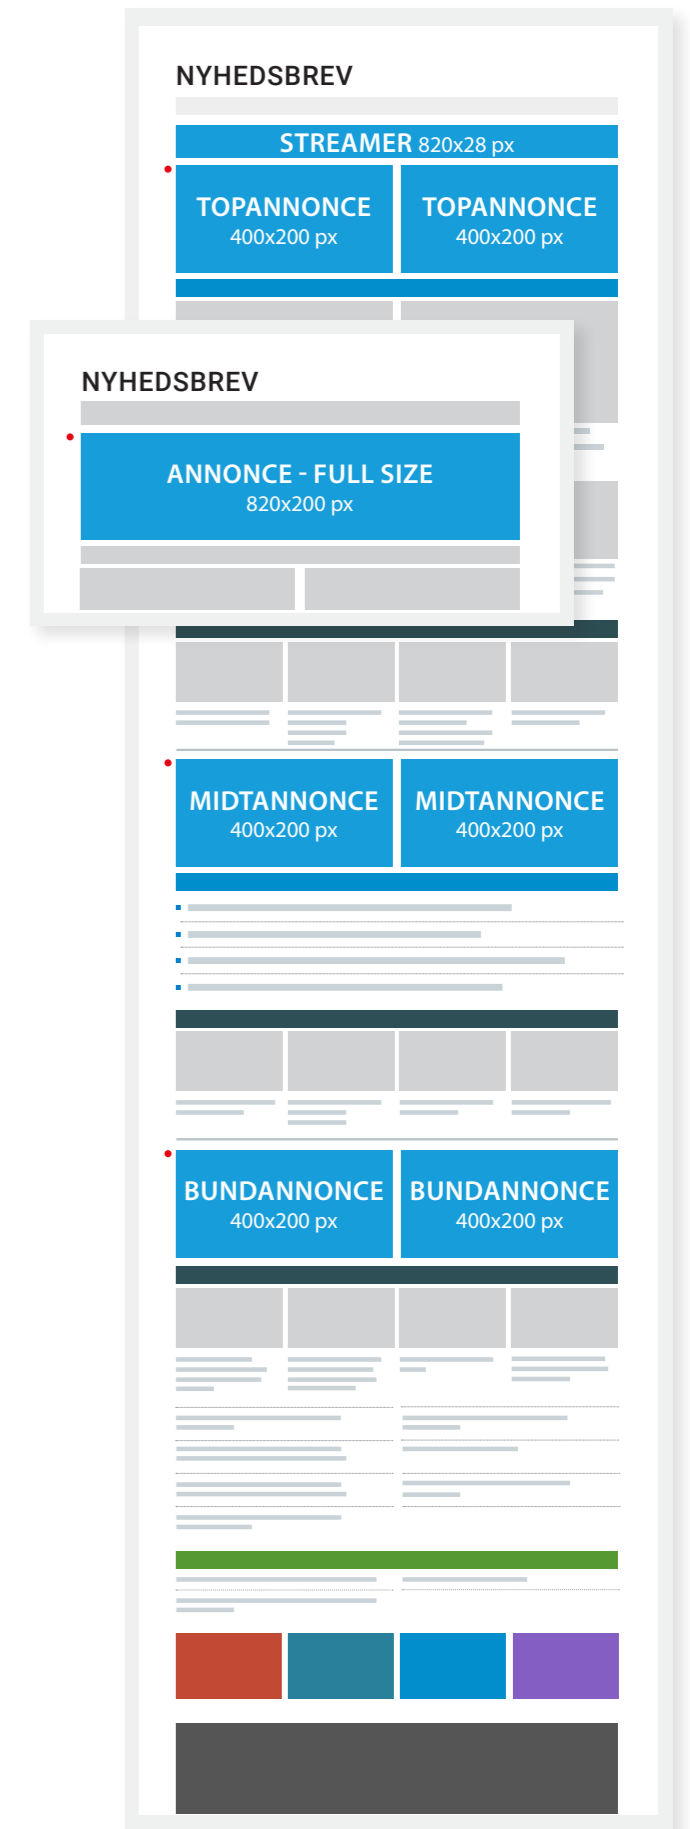 NYHEDSBREV
STREAMER 820x28 px
TOPANNONCE
400x200 px
TOPANNONCE
400x200 px
NYHEDSBREV
ANNONCE - FULL SIZE
820x200 px
MIDTANNONCE
400x200 px
MIDTANNONCE
400x200 px
BUNDANNONCE
400x200 px
BUNDANNONCE
400x200 px